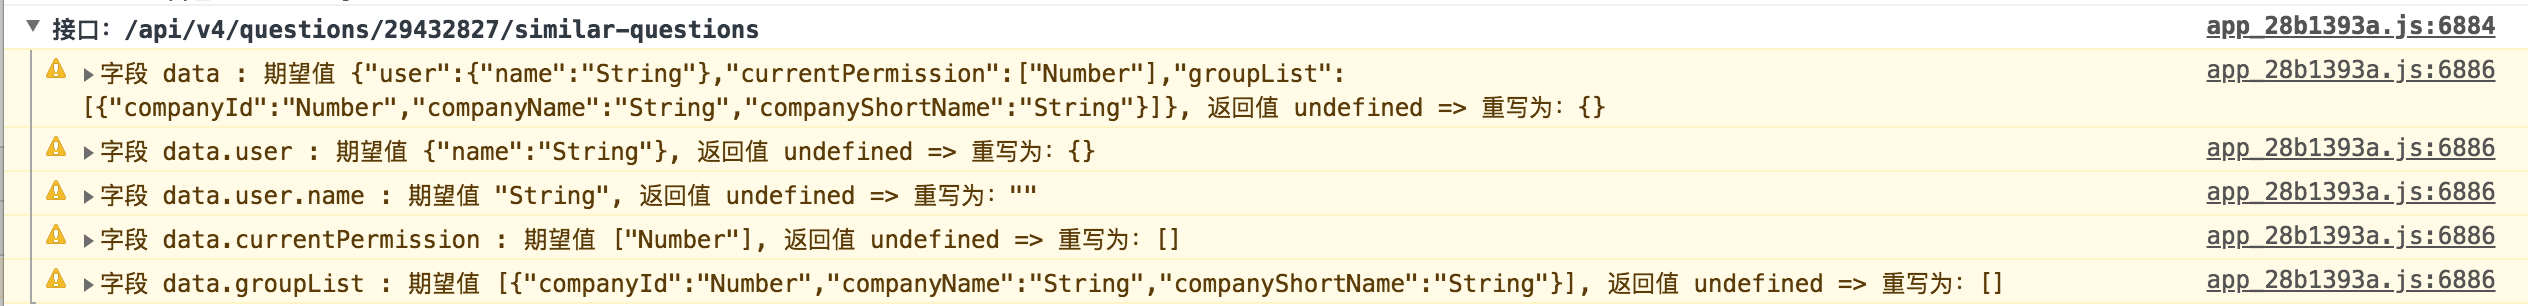 接口：/api/v4/questions/29432827/similar-questions app_28b1393a.js:6884
字段 data : 期望值 {"user":{"name":"String"},"currentPermission":["Number"],"groupList": app_28b1393a.js:6886
[{"companyId":"Number","companyName":"String","companyShortName":"String"}]}, 返回值 undefined => 重写为：{}
字段 data.user : 期望值 {"name":"String"}, 返回值 undefined => 重写为：{} app_28b1393a.js:6886
字段 data.user.name : 期望值 "String", 返回值 undefined => 重写为："" app_28b1393a.js:6886
字段 data.currentPermission : 期望值 ["Number"], 返回值 undefined => 重写为：[] app_28b1393a.js:6886
字段 data.groupList : 期望值 [{"companyId":"Number","companyName":"String","companyShortName":"String"}], 返回值 undefined => 重写为：[] app_28b1393a.js:6886